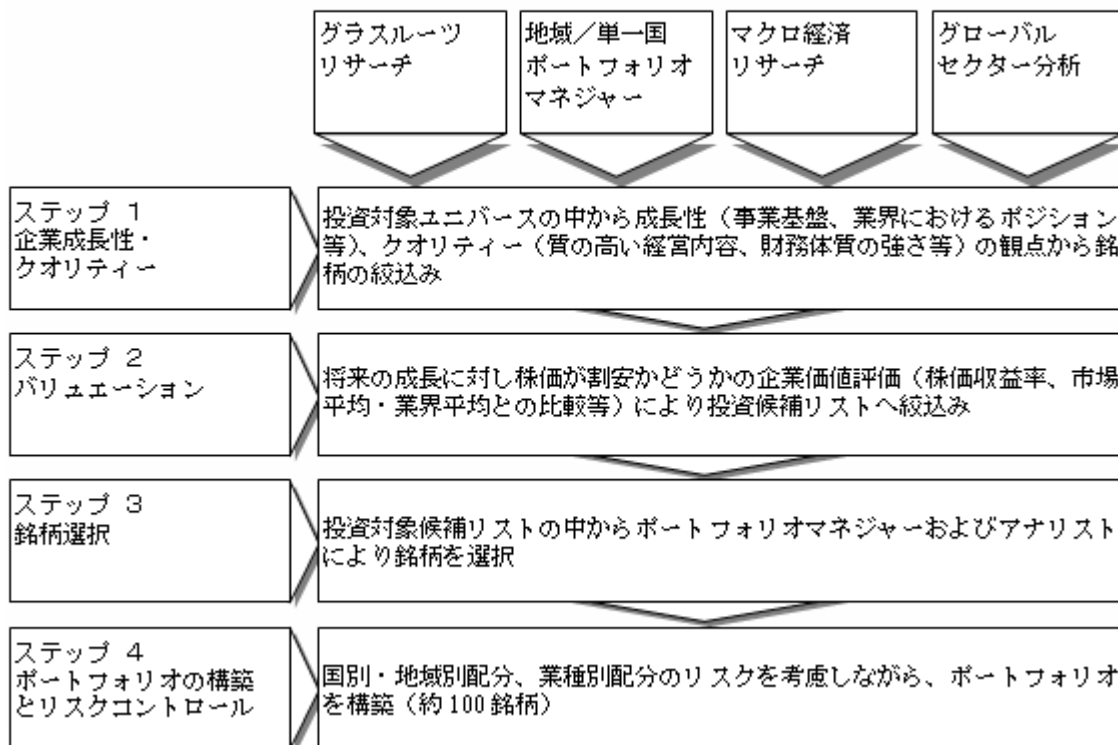 グラスルーツ
リサーチ
地域／単一国
ポートフォリオ
マネジャー
マクロ経済
リサーチ
グローバル
セクター分析
ステップ 1
企業成長性・
クオリティー
投資対象ユニバースの中から成長性（事業基盤、業界におけるポジション
等）、クオリティー（質の高い経営内容、財務体質の強さ等）の観点から銘
柄の絞込み
ステップ 2
バリュエーション
将来の成長に対し株価が割安かどうかの企業価値評価（株価収益率、市場
平均・業界平均との比較等）により投資候補リストへ絞込み
ステップ 3
銘柄選択
投資対象候補リストの中からポートフォリオマネジャーおよびアナリスト
により銘柄を選択
ステップ 4
ポートフォリオの構築
とリスクコントロール
国別・地域別配分、業種別配分のリスクを考慮しながら、ポートフォリオ
を構築（約100銘柄）